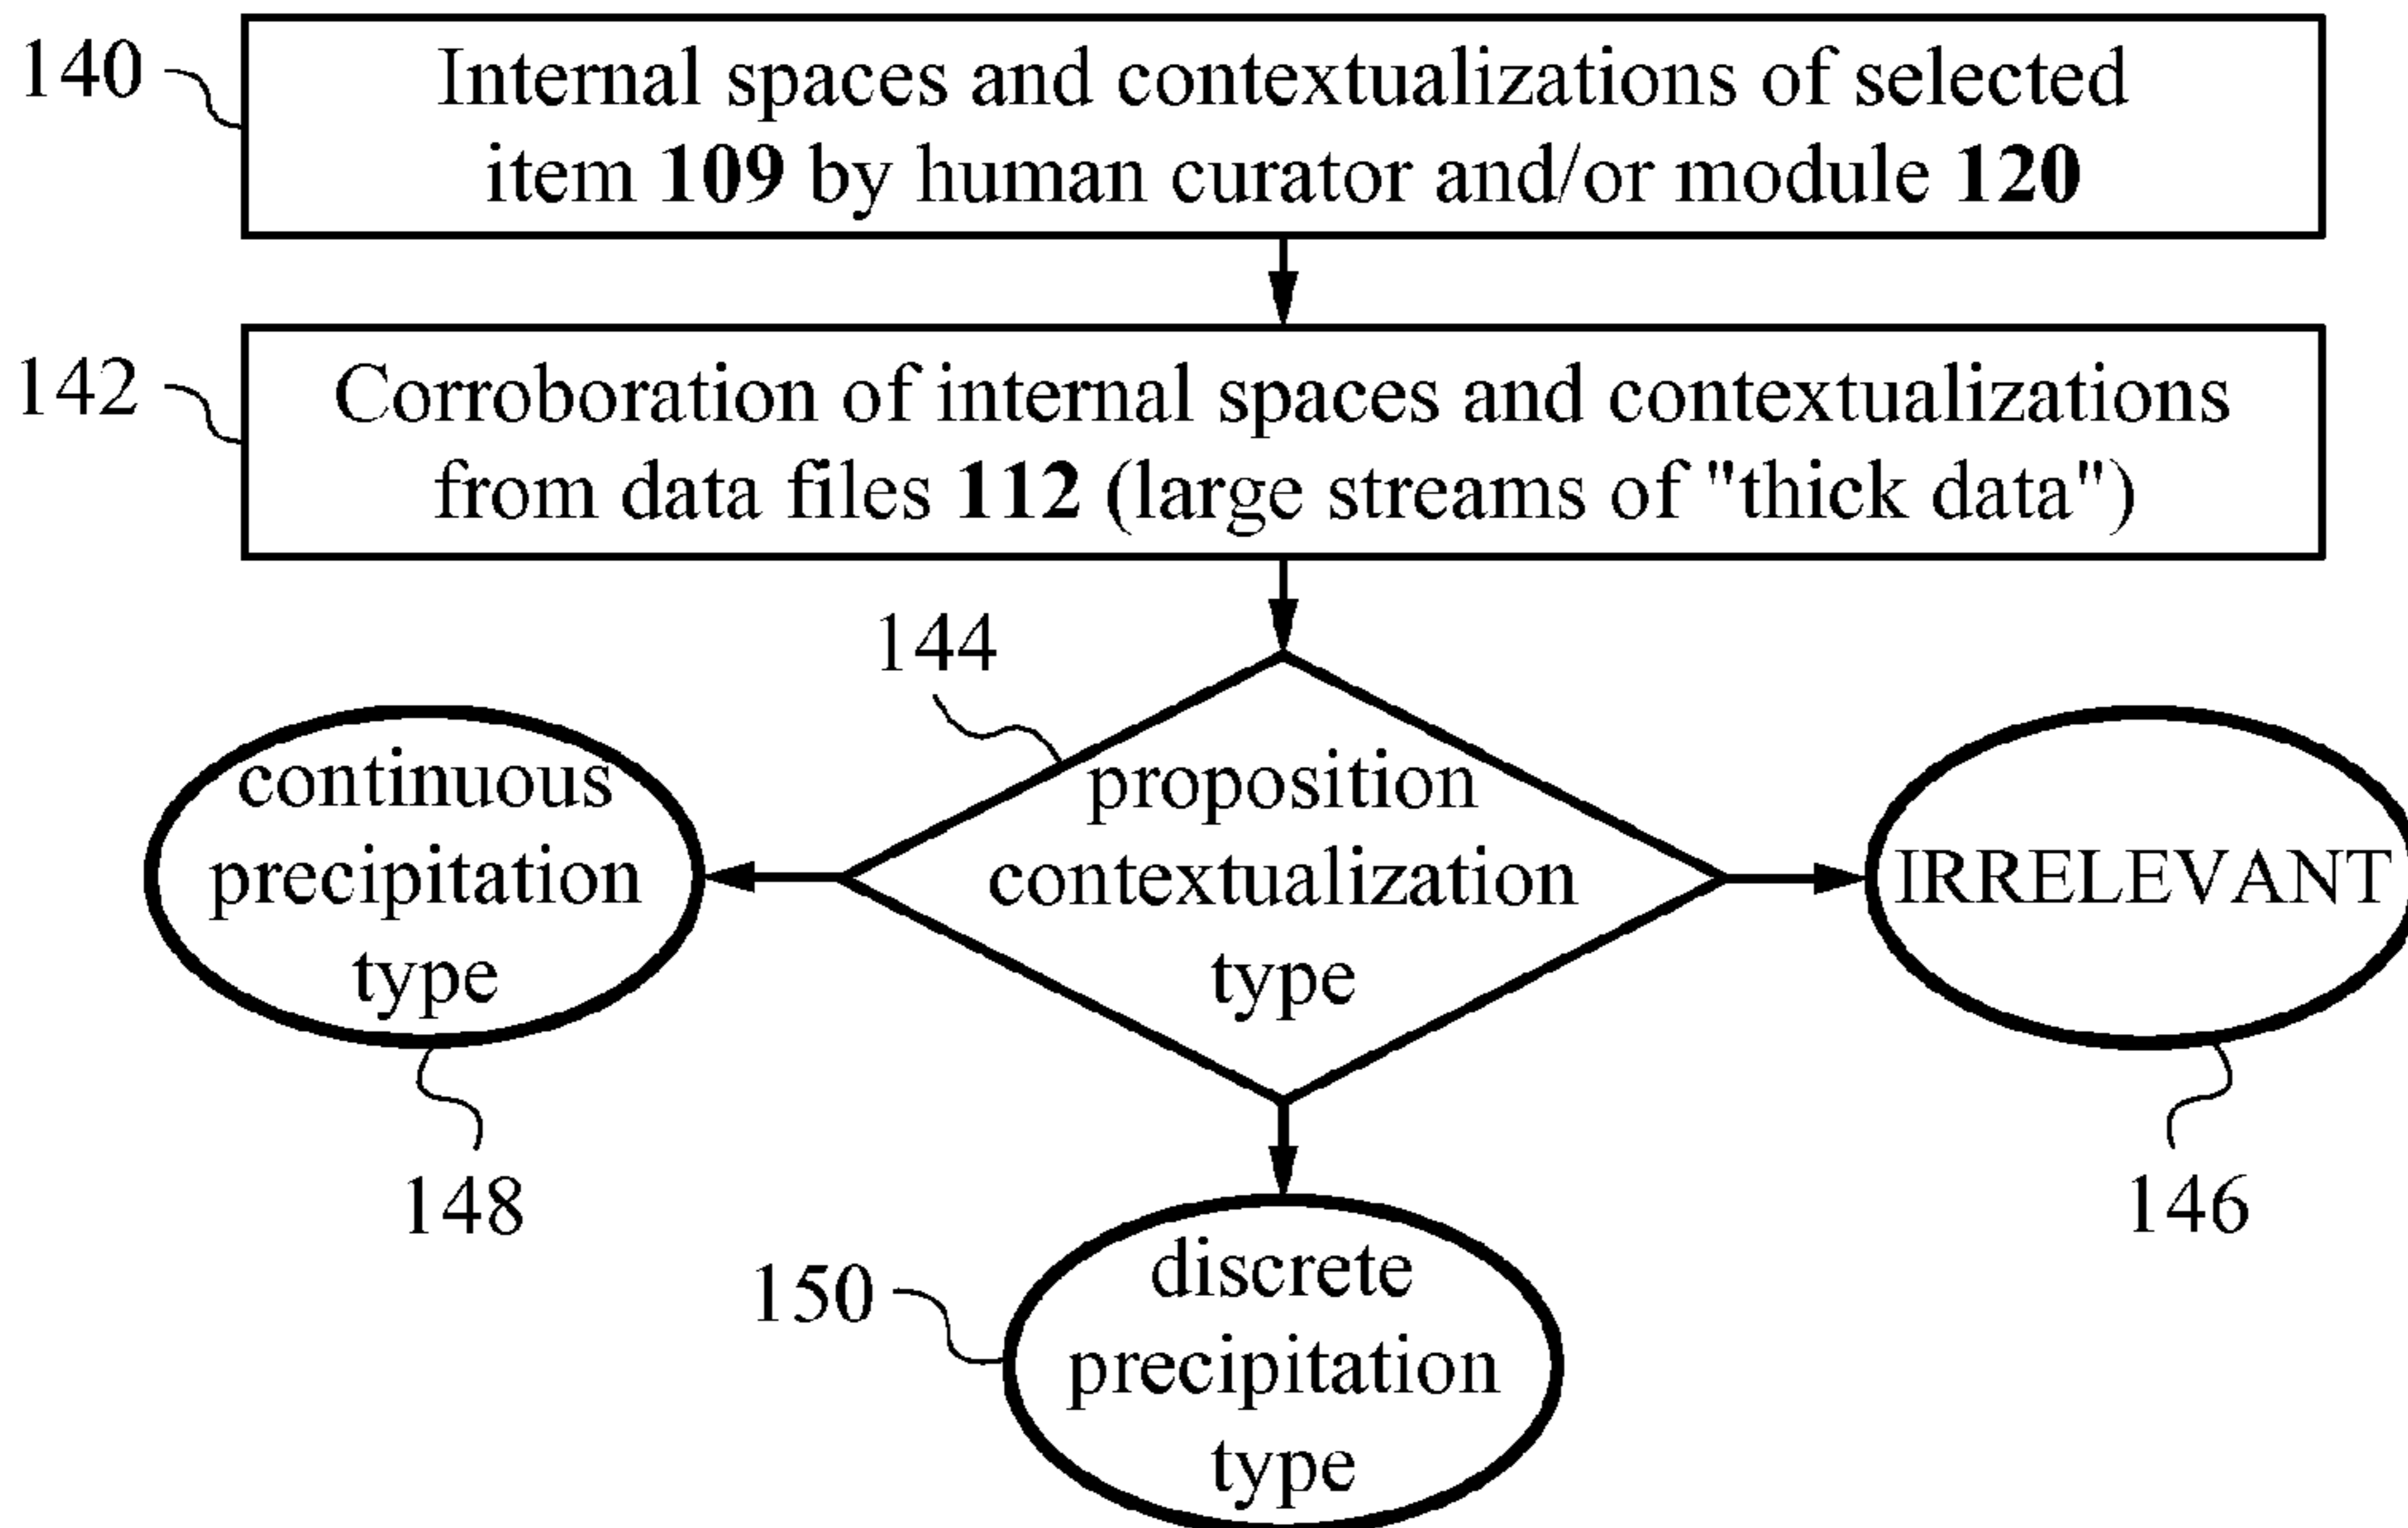 140
Internal spaces and contextualizations of selected
item 109 by human curator and/or module 120
142
Corroboration of internal spaces and contextualizations
from data files 112 (large streams of "thick data")
144
continuous
precipitation
type
proposition
contextualization
type
IRRELEVANT
148
146
150
discrete
precipitation
type